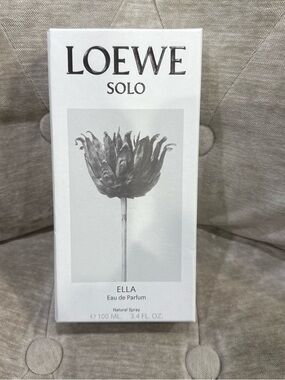 LOEWE
SOLO
ELLA
Eau de Parfum
Natural Spray
℮ 100 ML. 3.4 FL. OZ.